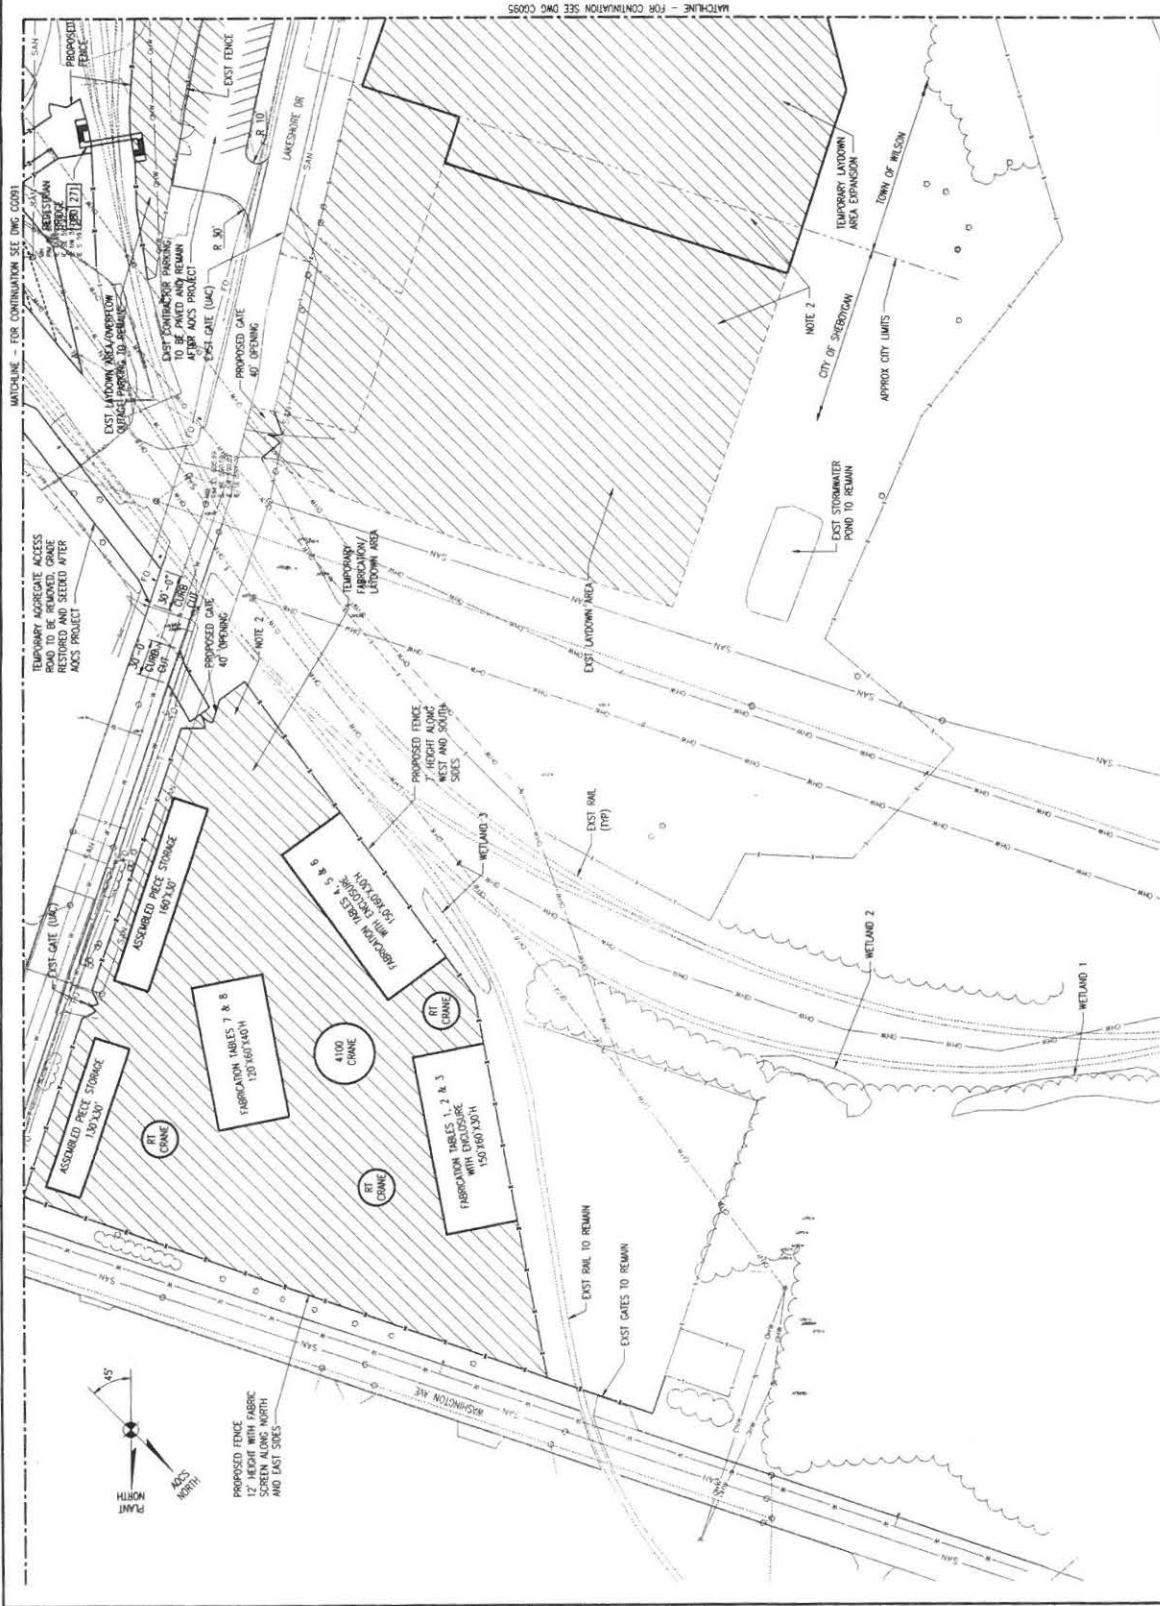 MATCHLINE - FOR CONTINUATION SEE DWG CG091
MATCHLINE - FOR CONTINUATION SEE DWG CG095
PROPOSED
FENCE
EXST FENCE
PEDESTRIAN
BRIDGE
271
R 10'
LAKESHORE DR
SAN
EXST LAYDOWN AREA/OVERFLOW
OUTAGE PARKING TO REMAIN
EXST CONTRACTOR PARKING
TO BE PAVED AND REMAIN
AFTER AOCS PROJECT
EXST GATE (UAC)
R 30'
PROPOSED GATE
40' OPENING
TEMPORARY LAYDOWN
AREA EXPANSION
TOWN OF WILSON
CITY OF SHEBOYGAN
APPROX CITY LIMITS
NOTE 2
EXST STORMWATER
POND TO REMAIN
EXST LAYDOWN AREA
TEMPORARY AGGREGATE ACCESS
ROAD TO BE REMOVED, GRADE
RESTORED AND SEEDED AFTER
AOCS PROJECT
30'-0"
CURB
CUT
30'-0
CURB
CUT
PROPOSED GATE
40' OPENING
NOTE 2
TEMPORARY
FABRICATION/
LAYDOWN AREA
PROPOSED FENCE
7' HEIGHT ALONG
WEST AND SOUTH
SIDES
WETLAND 3
EXST RAIL
(TYP)
WETLAND 2
WETLAND 1
EXST GATE (UAC)
ASSEMBLED PIECE STORAGE
160'X30'
ASSEMBLED PIECE STORAGE
130'X30'
FABRICATION TABLES 4, 5 & 6
WITH ENCLOSURE
150'X60'X30'H
FABRICATION TABLES 7 & 8
120'X60'X40'H
FABRICATION TABLES 1, 2 & 3
WITH ENCLOSURE
150'X60'X30'H
4100
CRANE
RT
CRANE
RT
CRANE
RT
CRANE
EXST RAIL TO REMAIN
EXST GATES TO REMAIN
WASHINGTON AVE
SAN
SAN
SAN
SAN
OHW
OHW
OHW
PROPOSED FENCE
12' HEIGHT WITH FABRIC
SCREEN ALONG NORTH
AND EAST SIDES
45°
PLANT
NORTH
AOCS
NORTH